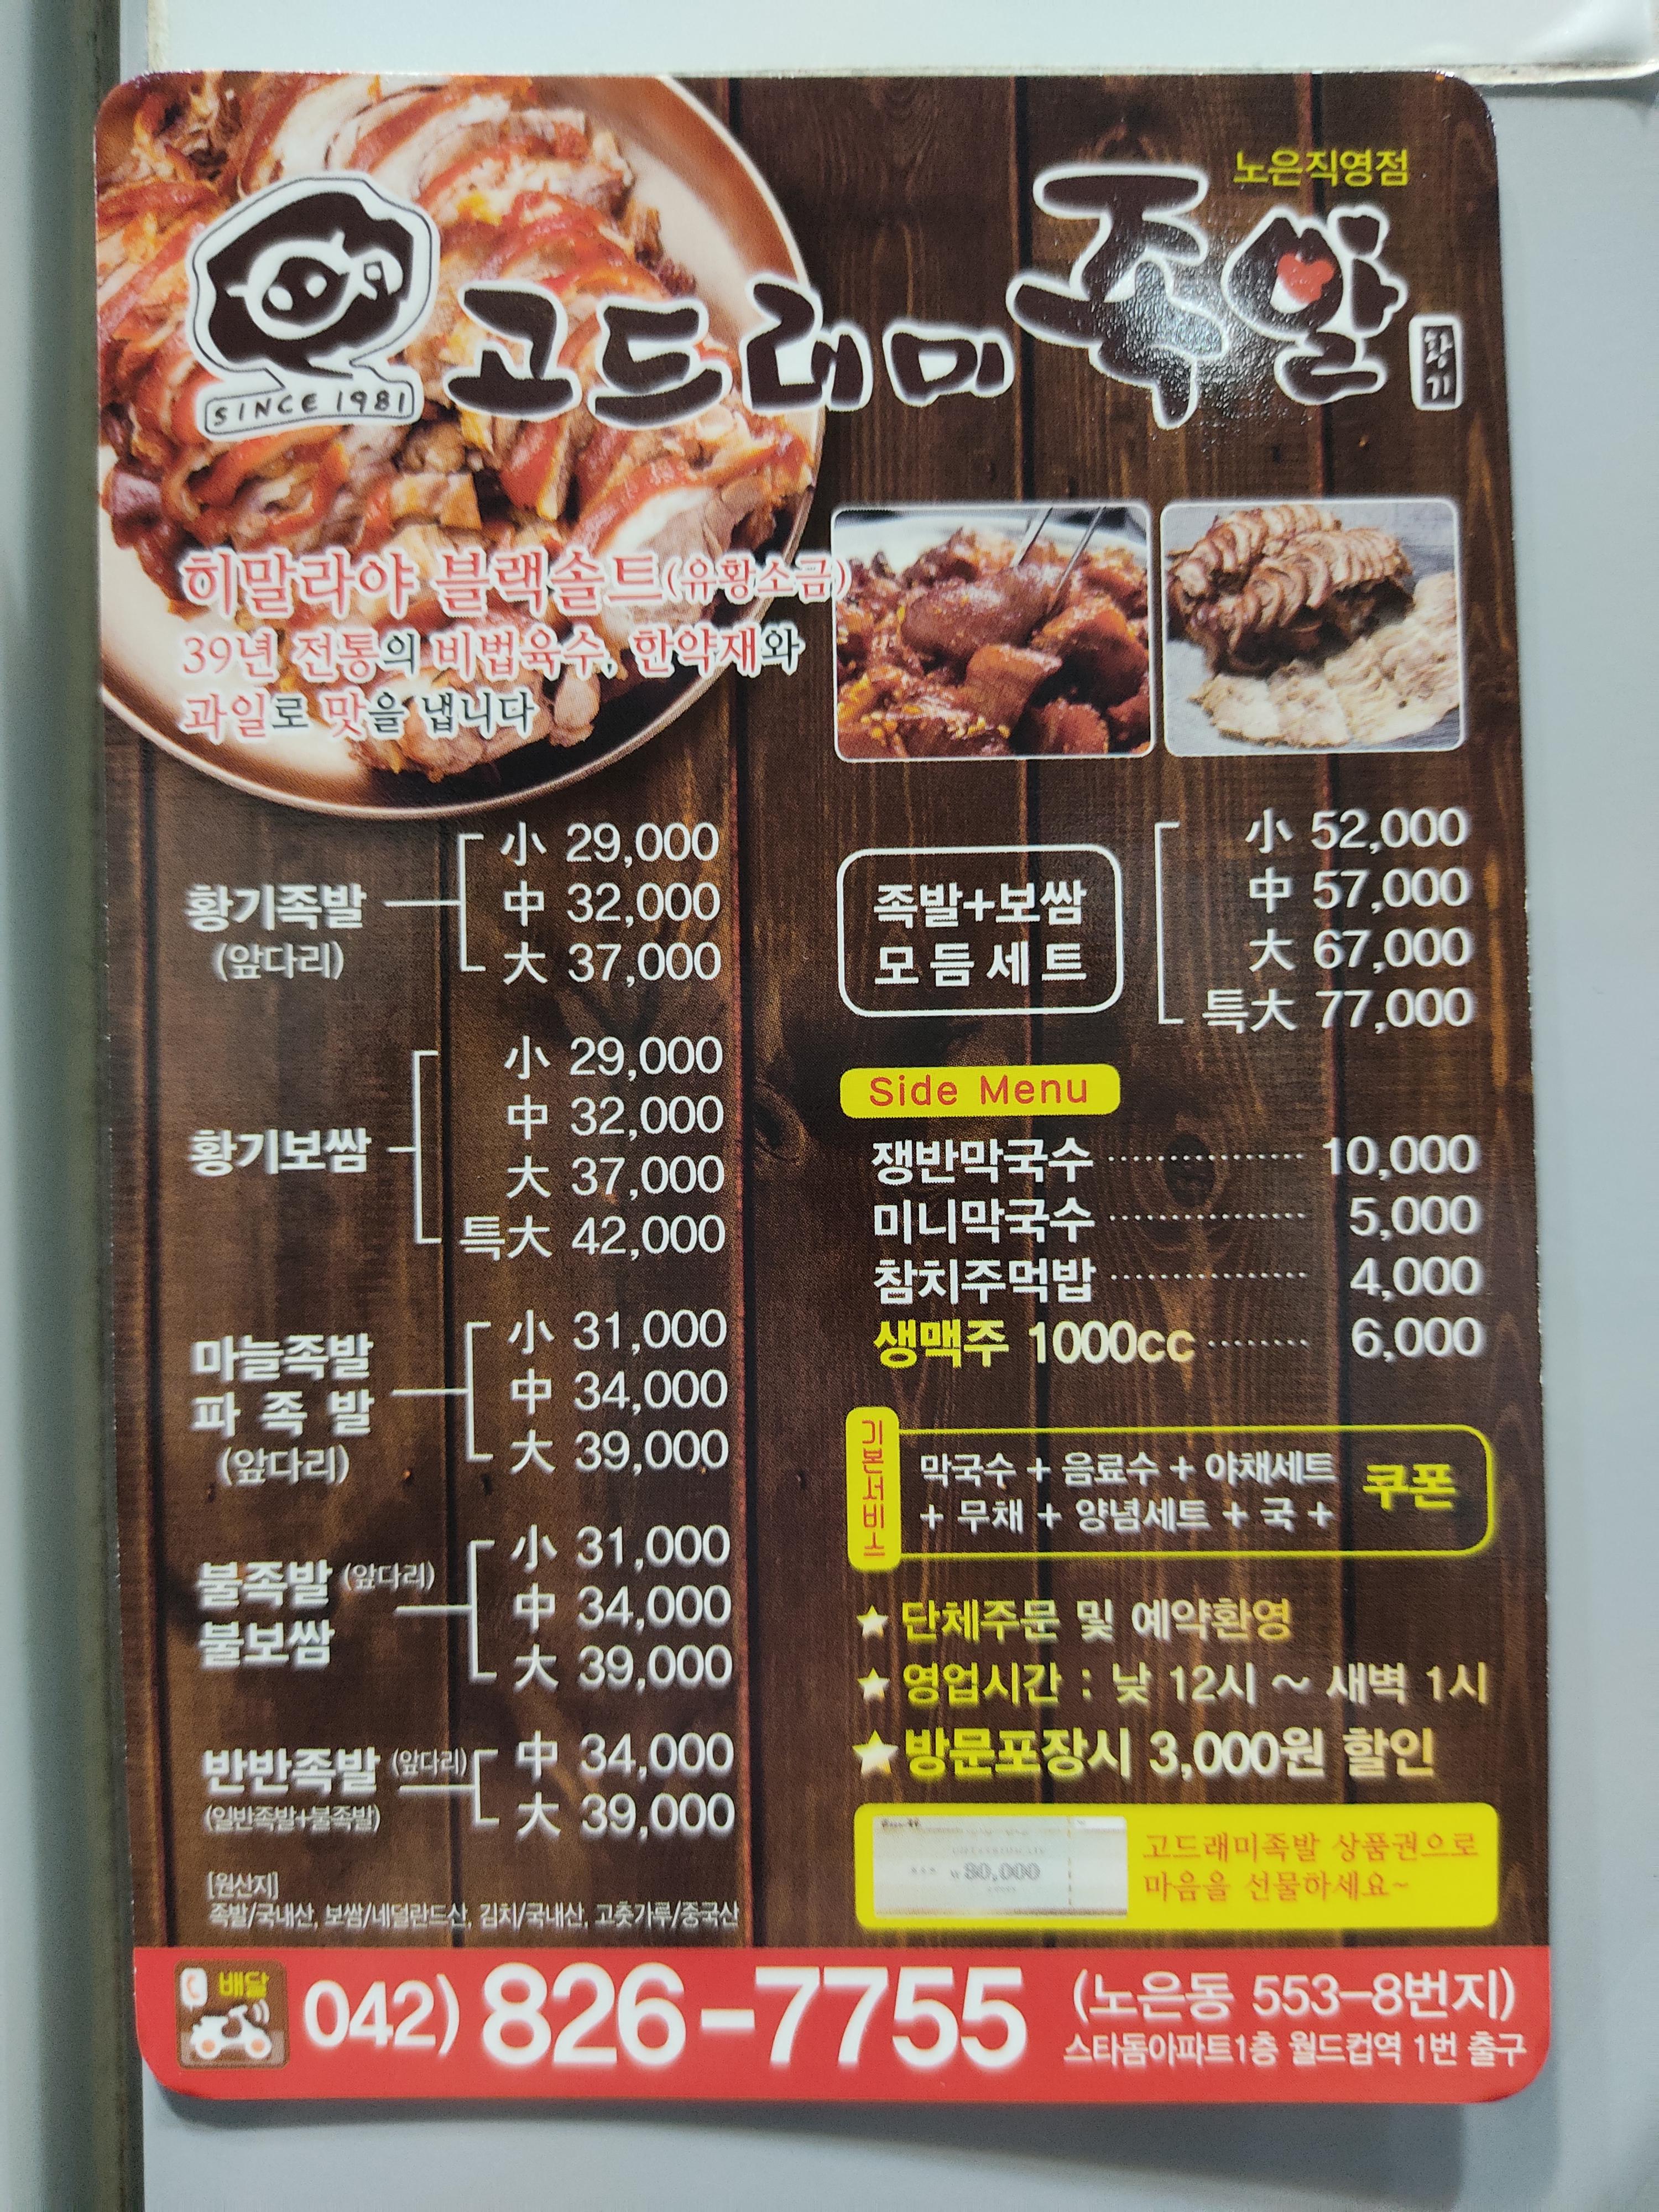 노은직영점
고드래미 족발 황기
SINCE 1981
히말라야 블랙솔트(유황소금)
39년 전통의 비법육수, 한약재와
과일로 맛을 냅니다
황기족발
(앞다리)
小 29,000
中 32,000
大 37,000
황기보쌈
小 29,000
中 32,000
大 37,000
특大 42,000
마늘족발
파 족 발
(앞다리)
小 31,000
中 34,000
大 39,000
불족발 (앞다리)
불보쌈
小 31,000
中 34,000
大 39,000
반반족발 (앞다리)
(일반족발+불족발)
中 34,000
大 39,000
[원산지]
족발/국내산, 보쌈/네덜란드산, 김치/국내산, 고춧가루/중국산
족발+보쌈
모듬세트
小 52,000
中 57,000
大 67,000
특大 77,000
Side Menu
쟁반막국수 10,000
미니막국수 5,000
참치주먹밥 4,000
생맥주 1000cc 6,000
기본서비스
막국수 + 음료수 + 야채세트
+ 무채 + 양념세트 + 국 +
쿠폰
★ 단체주문 및 예약환영
★ 영업시간 : 낮 12시 ~ 새벽 1시
★ 방문포장시 3,000원 할인
₩80,000
고드래미족발 상품권으로
마음을 선물하세요~
배달
042) 826-7755
(노은동 553-8번지)
스타돔아파트1층 월드컵역 1번 출구